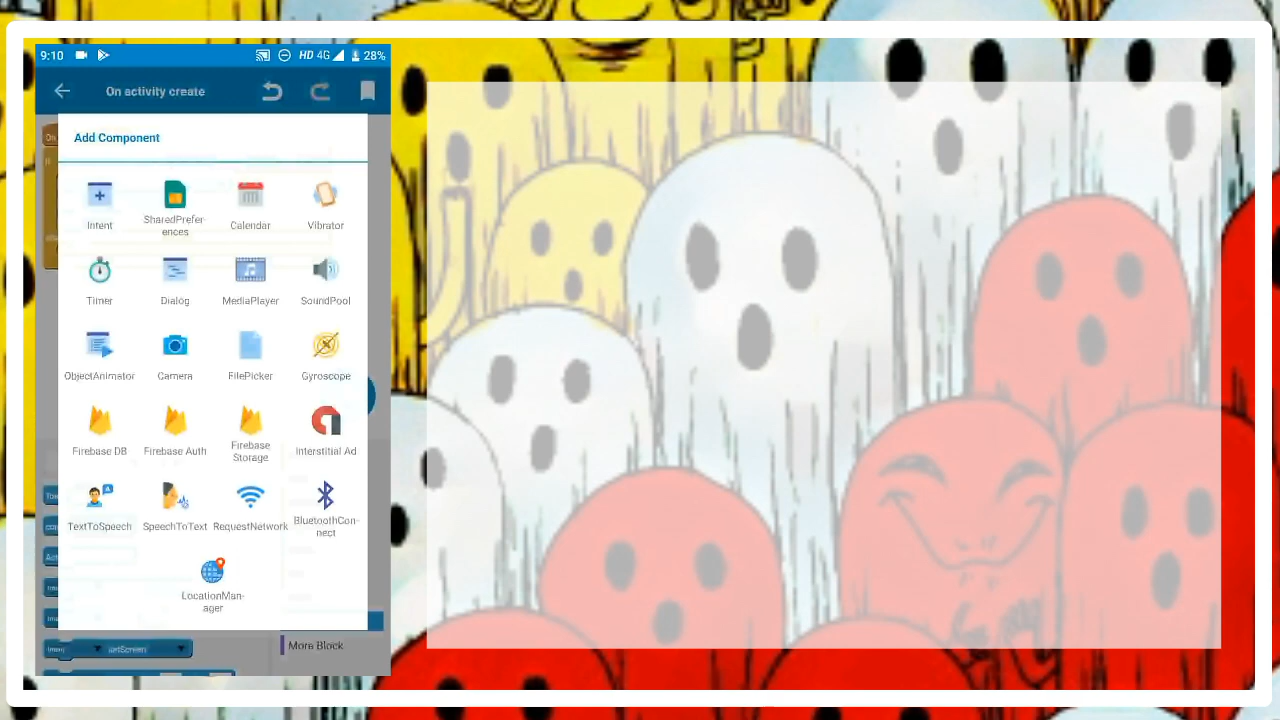 9:10 HD 4G 28%
On activity create
On
Add Component
Intent
SharedPrefer-
ences
Calendar
Vibrator
Timer
Dialog
MediaPlayer
SoundPool
ObjectAnimator
Camera
FilePicker
Gyroscope
Firebase DB
Firebase Auth
Firebase
Storage
Interstitial Ad
TextToSpeech
SpeechToText
RequestNetwork
BluetoothCon-
nect
LocationMan-
ager
More Block